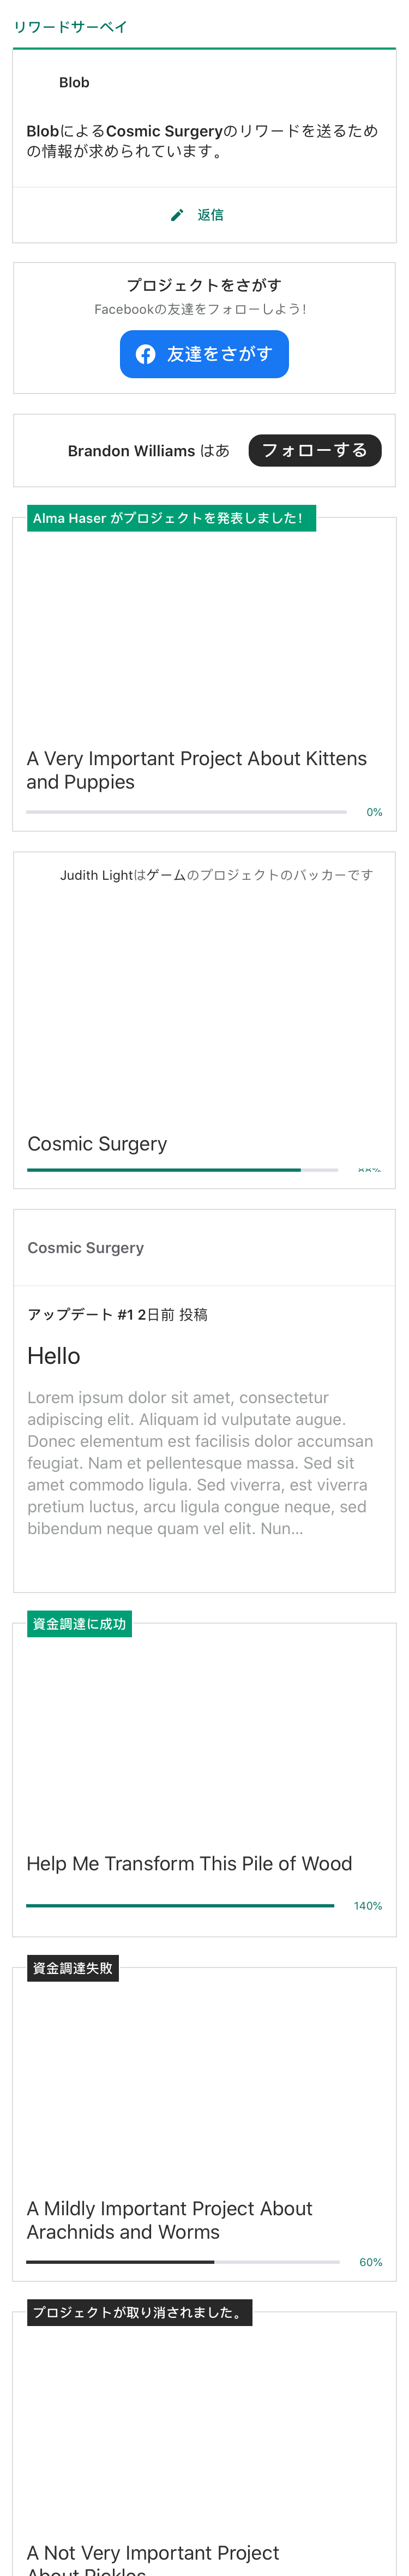 リワードサーベイ
Blob
BlobによるCosmic Surgeryのリワードを送るため
の情報が求められています。
返信
プロジェクトをさがす
Facebookの友達をフォローしよう！
友達をさがす
Brandon Williams はあ
フォローする
Alma Haser がプロジェクトを発表しました！
A Very Important Project About Kittens
and Puppies
0%
Judith Lightはゲームのプロジェクトのバッカーです
Cosmic Surgery
Cosmic Surgery
アップデート #1 2日前 投稿
Hello
Lorem ipsum dolor sit amet, consectetur
adipiscing elit. Aliquam id vulputate augue.
Donec elementum est facilisis dolor accumsan
feugiat. Nam et pellentesque massa. Sed sit
amet commodo ligula. Sed viverra, est viverra
pretium luctus, arcu ligula congue neque, sed
bibendum neque quam vel elit. Nun...
資金調達に成功
Help Me Transform This Pile of Wood
140%
資金調達失敗
A Mildly Important Project About
Arachnids and Worms
60%
プロジェクトが取り消されました。
A Not Very Important Project
About Pickles